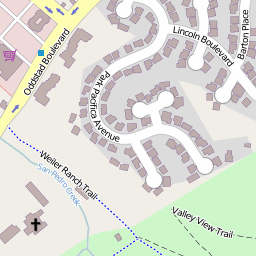 Lincoln Boulevard
Barton Place
Oddstad Boulevard
Park Pacifica Avenue
Weiler Ranch Trail
San Pedro Creek
Valley View Trail